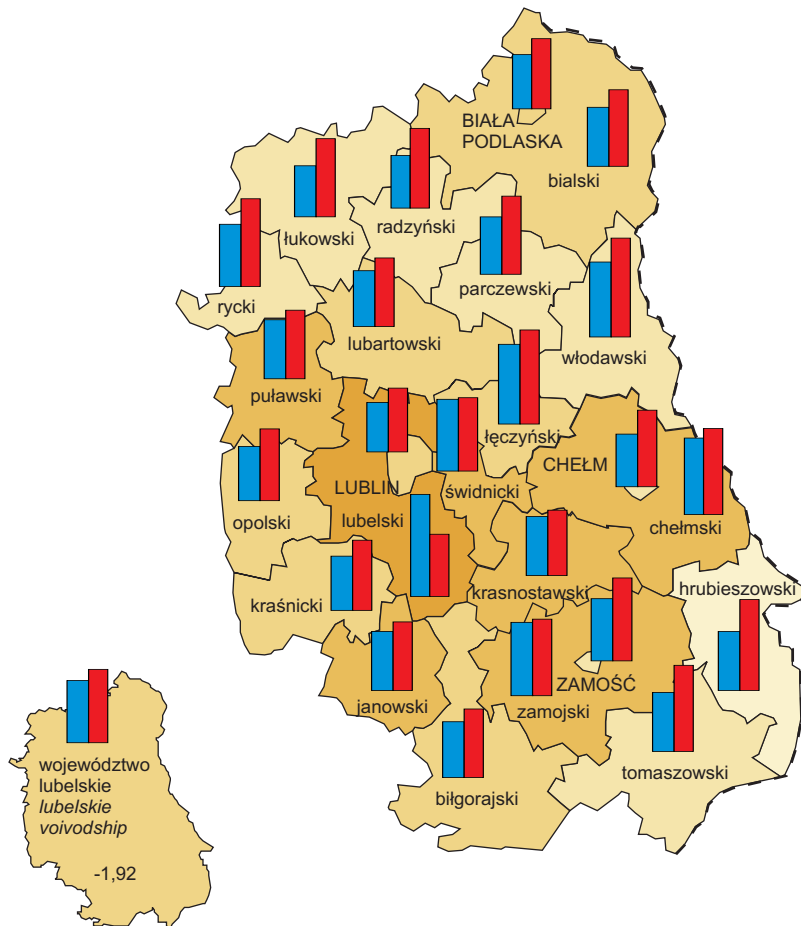 BIAŁA
PODLASKA
bialski
radzyński
łukowski
parczewski
rycki
lubartowski
włodawski
puławski
łęczyński
CHEŁM
LUBLIN
świdnicki
opolski
lubelski
chełmski
hrubieszowski
krasnostawski
kraśnicki
ZAMOŚĆ
janowski
zamojski
tomaszowski
biłgorajski
województwo
lubelskie
lubelskie
voivodship
-1,92